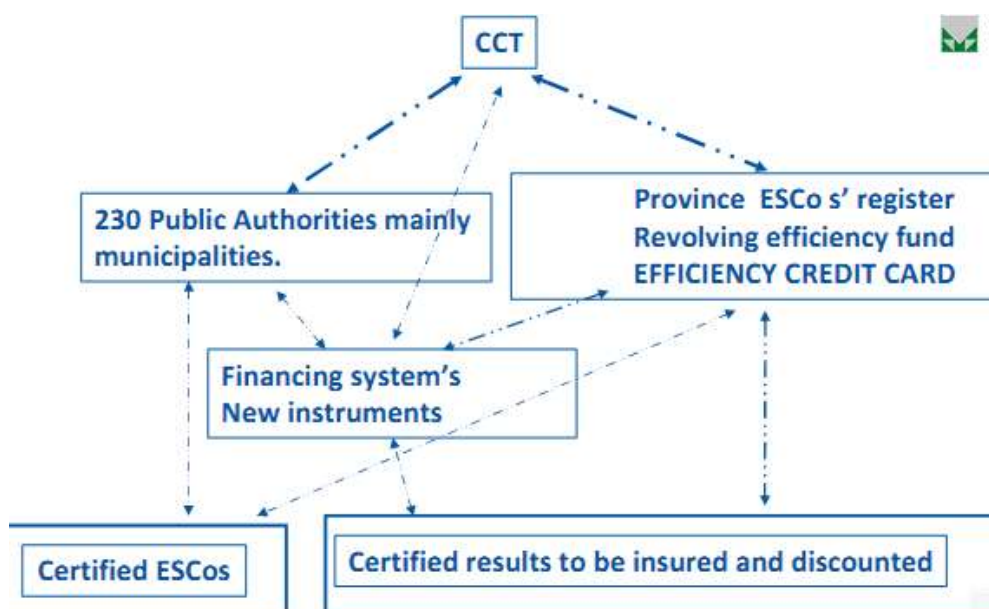 CCT
230 Public Authorities mainly
municipalities.
Province ESCo s’ register
Revolving efficiency fund
EFFICIENCY CREDIT CARD
Financing system’s
New instruments
Certified ESCos
Certified results to be insured and discounted